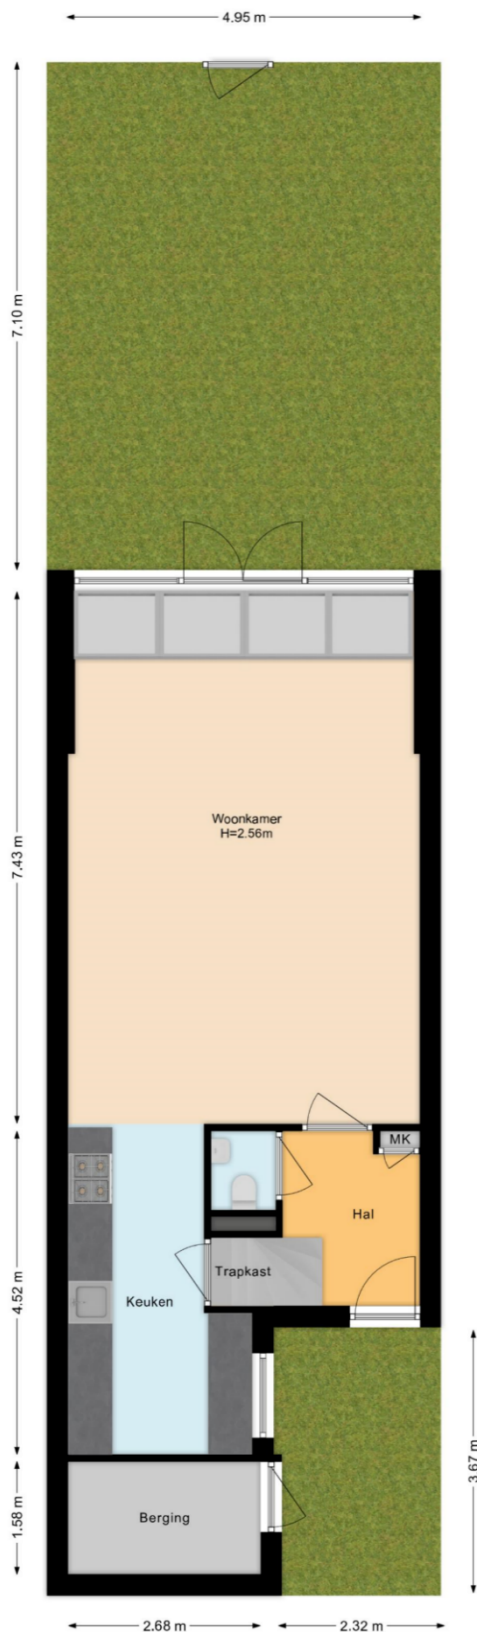 4.95 m
7.10 m
7.43 m
Woonkamer
H=2.56m
MK
Hal
Trapkast
Keuken
4.52 m
3.67 m
1.58 m
Berging
2.68 m
2.32 m